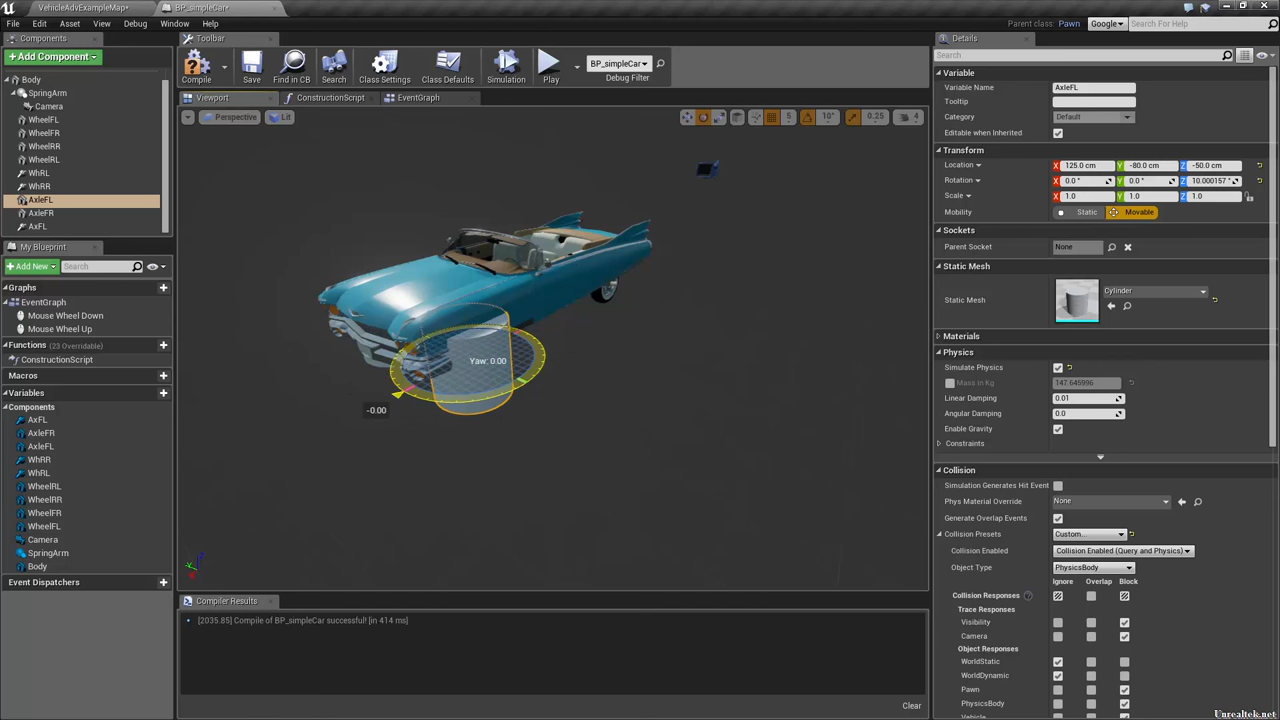 VehicleAdvExampleMap*
BP_simpleCar*
File Edit Asset View Debug Window Help
Parent class: Pawn
Google
Search For Help
Components
Add Component
Body
SpringArm
Camera
WheelFL
WheelFR
WheelRR
WheelRL
WhRL
WhRR
AxleFL
AxleFR
AxFL
My Blueprint
Add New
Search
Graphs
EventGraph
Mouse Wheel Down
Mouse Wheel Up
Functions (23 Overridable)
ConstructionScript
Macros
Variables
Components
AxFL
AxleFR
AxleFL
WhRR
WhRL
WheelRL
WheelRR
WheelFR
WheelFL
Camera
SpringArm
Body
Event Dispatchers
Toolbar
Compile Save Find in CB Search Class Settings Class Defaults Simulation Play
BP_simpleCar
Debug Filter
Viewport ConstructionScript EventGraph
Perspective Lit
5 10° 0.25 4
Yaw: 0.00
-0.00
Compiler Results
[2035.85] Compile of BP_simpleCar successful! [in 414 ms]
Clear
Details
Search
Variable
Variable Name AxleFL
Tooltip
Category Default
Editable when Inherited
Transform
Location X 125.0 cm Y -80.0 cm Z -50.0 cm
Rotation X 0.0 ° Y 0.0 ° Z 10.000157 °
Scale X 1.0 Y 1.0 Z 1.0
Mobility Static Movable
Sockets
Parent Socket None
Static Mesh
Static Mesh Cylinder
Materials
Physics
Simulate Physics
Mass in Kg 147.645996
Linear Damping 0.01
Angular Damping 0.0
Enable Gravity
Constraints
Collision
Simulation Generates Hit Event
Phys Material Override None
Generate Overlap Events
Collision Presets Custom...
Collision Enabled Collision Enabled (Query and Physics)
Object Type PhysicsBody
Ignore Overlap Block
Collision Responses
Trace Responses
Visibility
Camera
Object Responses
WorldStatic
WorldDynamic
Pawn
PhysicsBody
Vehicle
Unrealtek.net